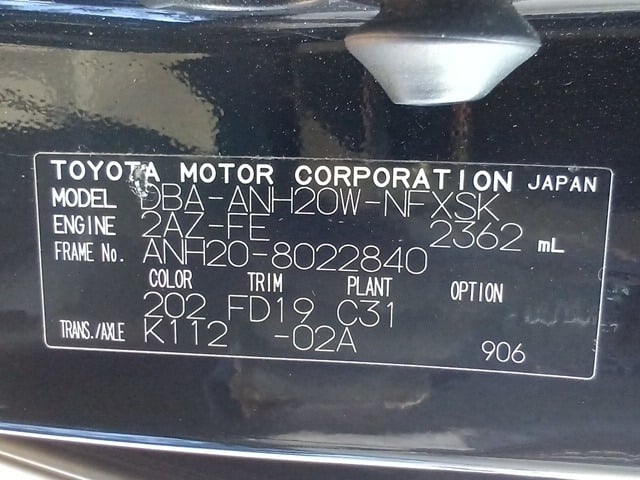 TOYOTA MOTOR CORPORATION JAPAN
MODEL DBA-ANH20W-NFXSK
ENGINE 2AZ-FE 2362 mL
FRAME No. ANH20-8022840
COLOR TRIM PLANT OPTION
202 FD19 C31
TRANS./AXLE K112 -02A
906